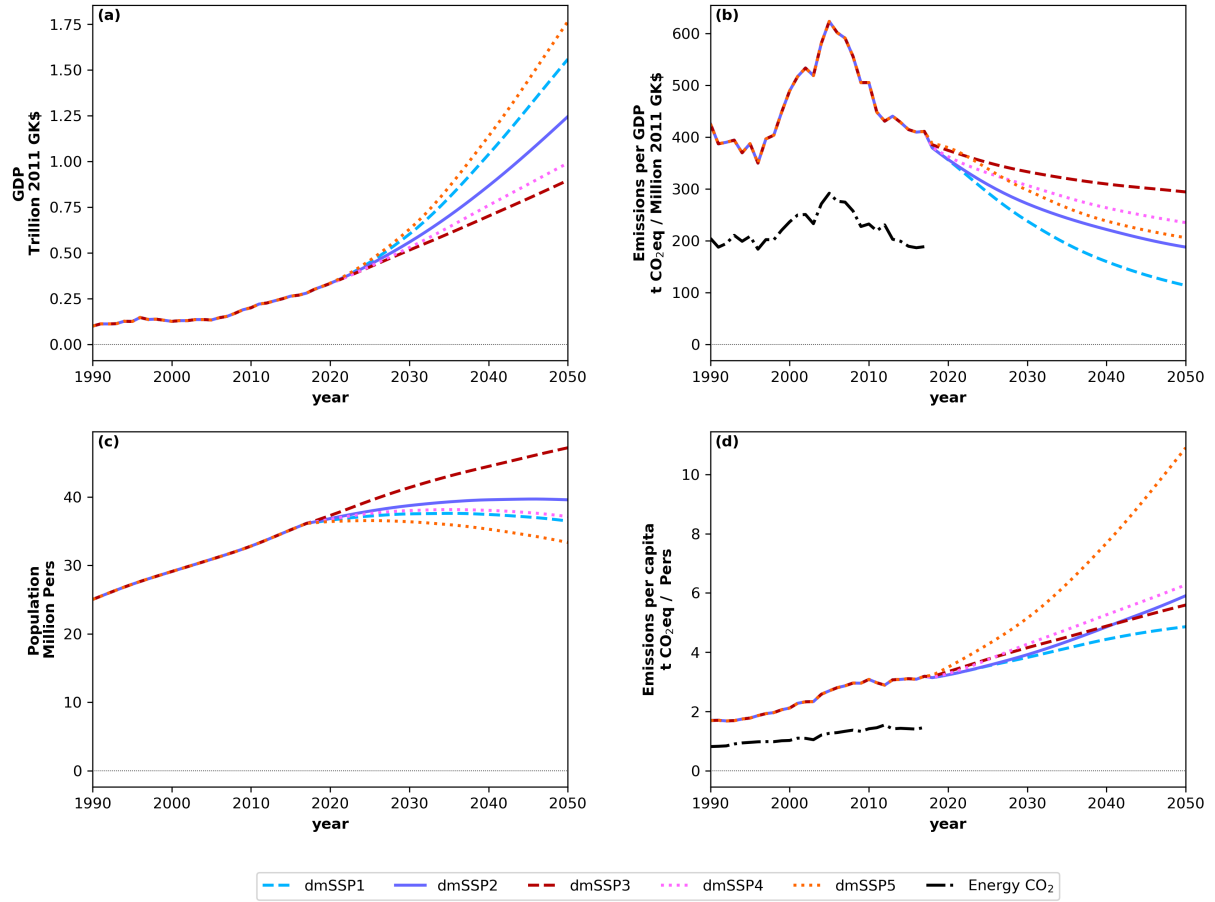 (a)
GDP
Trillion 2011 GK$
1.75
1.50
1.25
1.00
0.75
0.50
0.25
0.00
1990 2000 2010 2020 2030 2040 2050
year
(b)
Emissions per GDP
t CO₂eq / Million 2011 GK$
600
500
400
300
200
100
0
1990 2000 2010 2020 2030 2040 2050
year
(c)
Population
Million Pers
40
30
20
10
0
1990 2000 2010 2020 2030 2040 2050
year
(d)
Emissions per capita
t CO₂eq / Pers
10
8
6
4
2
0
1990 2000 2010 2020 2030 2040 2050
year
dmSSP1 dmSSP2 dmSSP3 dmSSP4 dmSSP5 Energy CO₂